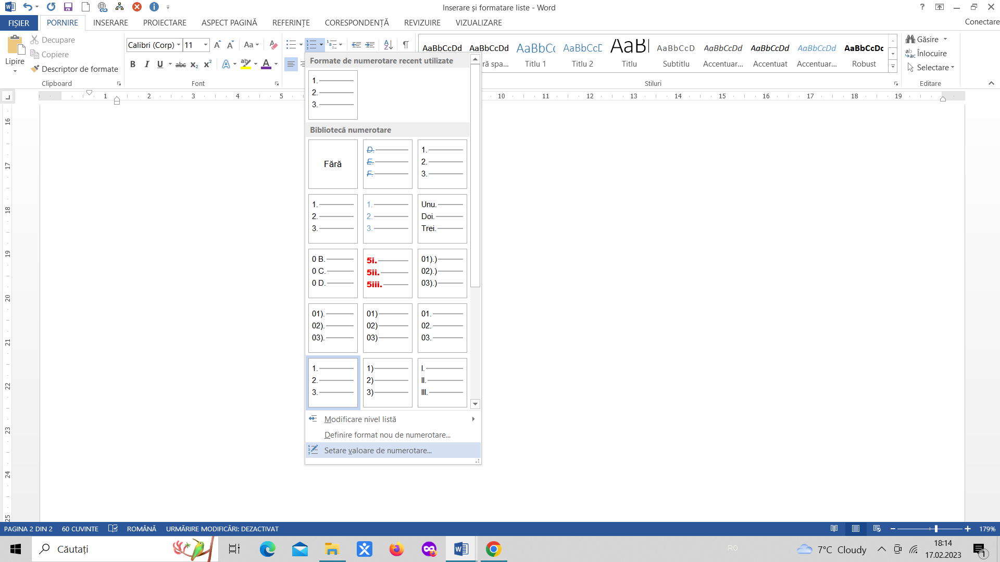 Inserare și formatare liste - Word
FIȘIER PORNIRE INSERARE PROIECTARE ASPECT PAGINĂ REFERINȚE CORESPONDENȚĂ REVIZUIRE VIZUALIZARE Conectare
Lipire
Decupare
Copiere
Descriptor de formate
Clipboard
Calibri (Corp) 11
Font
AaBbCcDd AaBbCcDd AaBbCc AaBbCcD AaBl AaBbCcD AaBbCcDd AaBbCcDd AaBbCcDd AaBbCcDc
ră spa... Titlu 1 Titlu 2 Titlu Subtitlu Accentuar... Accentuat Accentuar... Robust
Stiluri
Găsire
Înlocuire
Selectare
Editare
1 2 3 4 5 10 11 12 13 14 15 16 17 18 19
16
17
18
19
20
21
22
23
24
25
Formate de numerotare recent utilizate
1.
2.
3.
Bibliotecă numerotare
Fără
D.
E.
F.
1.
2.
3.
1.
2.
3.
1.
2.
3.
Unu.
Doi.
Trei.
0 B.
0 C.
0 D.
5i.
5ii.
5iii.
01).)
02).)
03).)
01).
02).
03).
01)
02)
03)
01.
02.
03.
1.
2.
3.
1)
2)
3)
I.
II.
III.
Modificare nivel listă
Definire format nou de numerotare...
Setare valoare de numerotare...
PAGINA 2 DIN 2 60 CUVINTE ROMÂNĂ URMĂRIRE MODIFICĂRI: DEZACTIVAT 179%
Căutați
RO
7°C Cloudy
18:14
17.02.2023
1